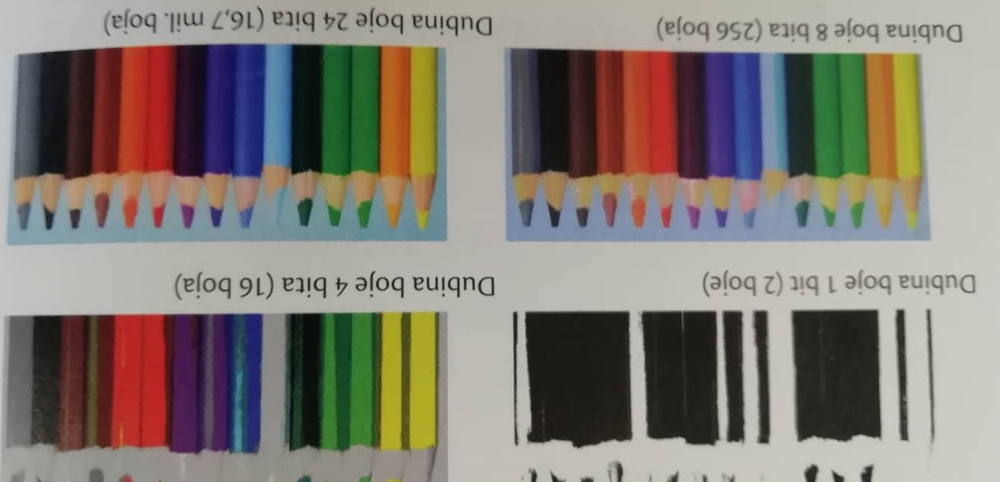 Dubina boje 1 bit (2 boje)
Dubina boje 4 bita (16 boja)
Dubina boje 8 bita (256 boja)
Dubina boje 24 bita (16,7 mil. boja)